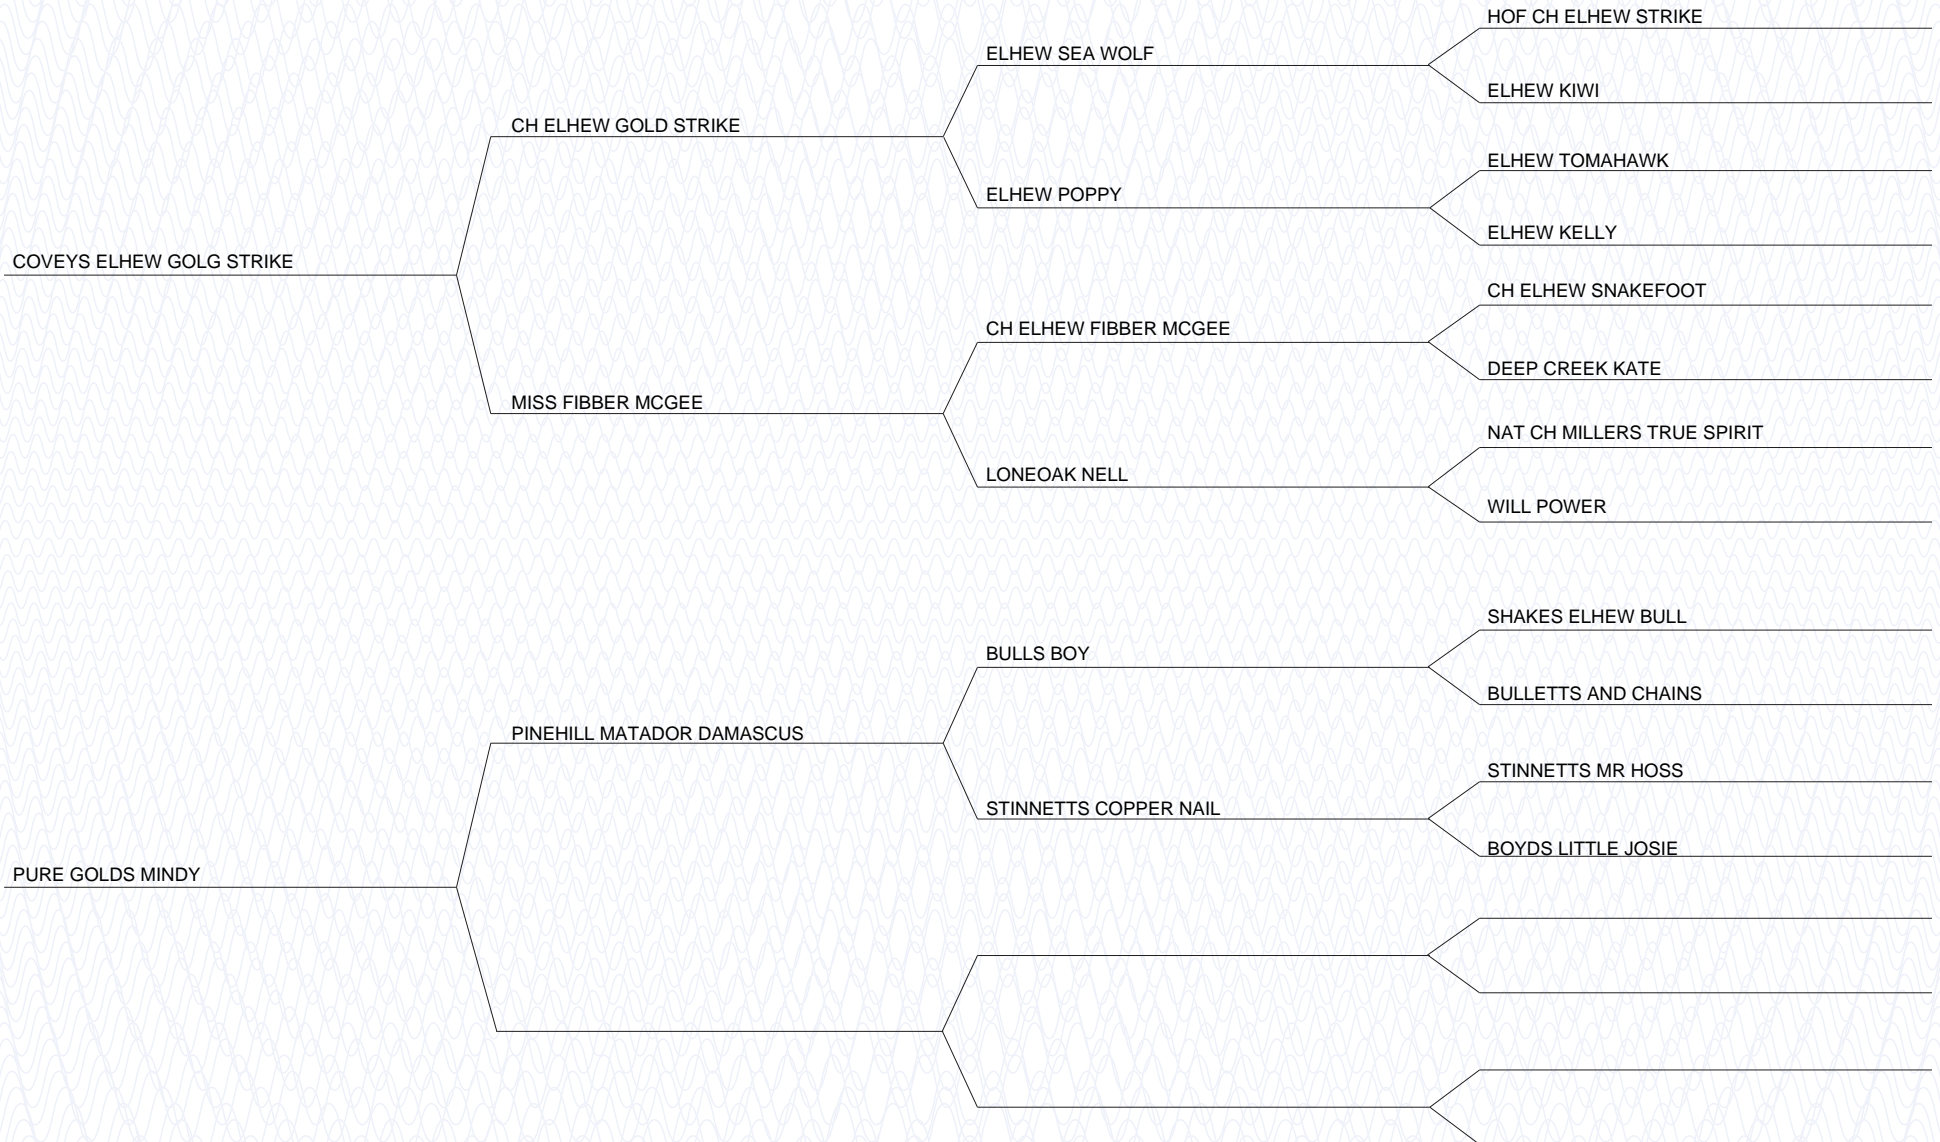 HOF CH ELHEW STRIKE
ELHEW SEA WOLF
ELHEW KIWI
CH ELHEW GOLD STRIKE
ELHEW TOMAHAWK
ELHEW POPPY
ELHEW KELLY
COVEYS ELHEW GOLG STRIKE
CH ELHEW SNAKEFOOT
CH ELHEW FIBBER MCGEE
DEEP CREEK KATE
MISS FIBBER MCGEE
NAT CH MILLERS TRUE SPIRIT
LONEOAK NELL
WILL POWER
SHAKES ELHEW BULL
BULLS BOY
BULLETTS AND CHAINS
PINEHILL MATADOR DAMASCUS
STINNETTS MR HOSS
STINNETTS COPPER NAIL
BOYDS LITTLE JOSIE
PURE GOLDS MINDY